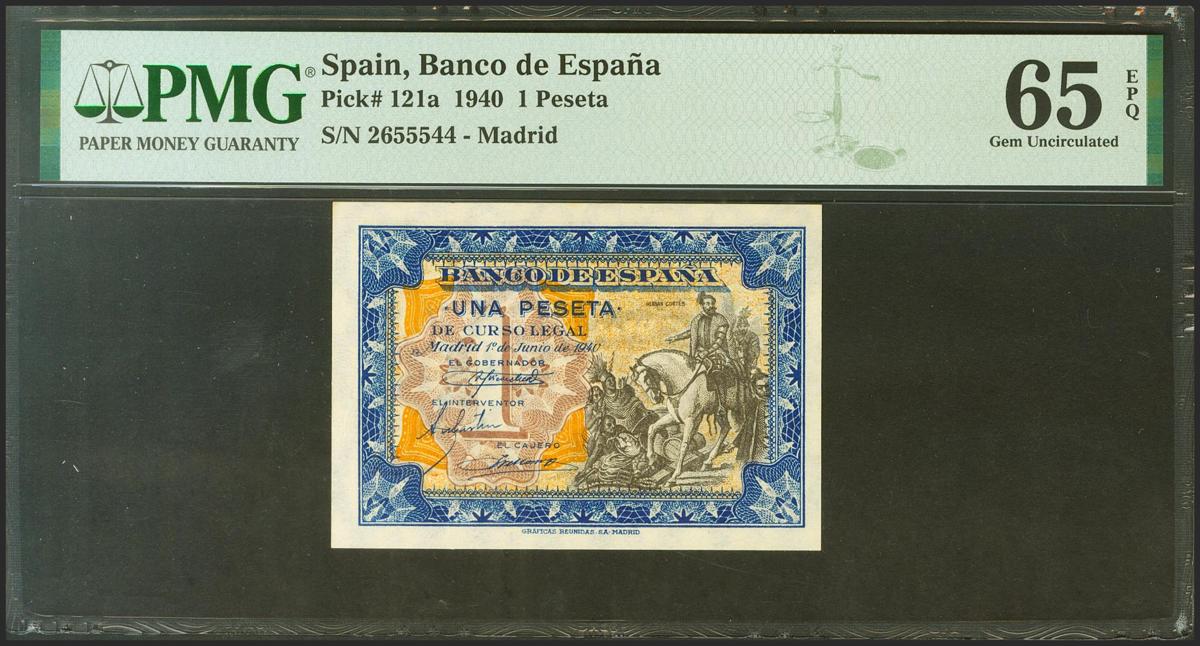 PMG®
PAPER MONEY GUARANTY
Spain, Banco de España
Pick# 121a 1940 1 Peseta
S/N 2655544 - Madrid
65
EPQ
Gem Uncirculated
BANCO DE ESPAÑA
·UNA PESETA·
DE CURSO LEGAL
Madrid 1º de Junio de 1940
HERNAN CORTES
EL GOBERNADOR
EL INTERVENTOR
EL CAJERO
1
GRÁFICAS REUNIDAS. S.A.-MADRID